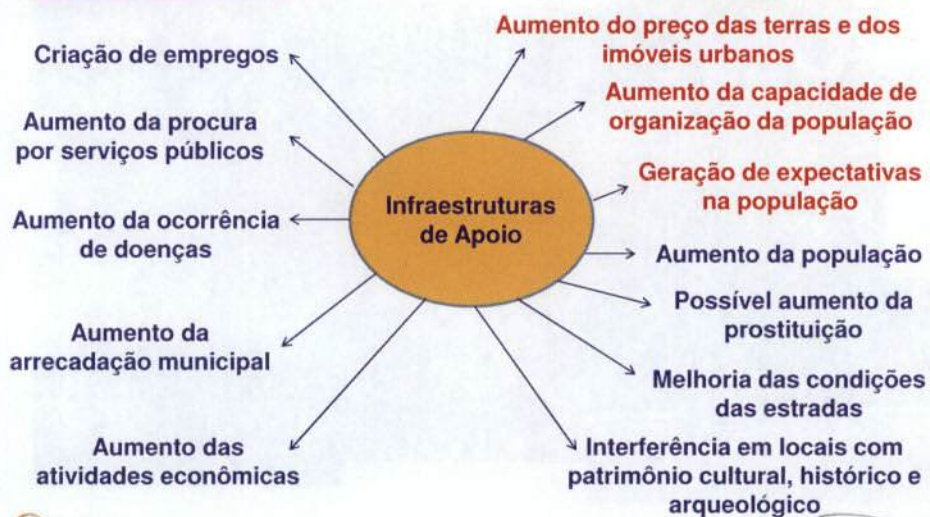 Criação de empregos
Aumento da procura
por serviços públicos
Aumento da ocorrência
de doenças
Aumento da
arrecadação municipal
Aumento das
atividades econômicas
Infraestruturas
de Apoio
Aumento do preço das terras e dos
imóveis urbanos
Aumento da capacidade de
organização da população
Geração de expectativas
na população
Aumento da população
Possível aumento da
prostituição
Melhoria das condições
das estradas
Interferência em locais com
patrimônio cultural, histórico e
arqueológico